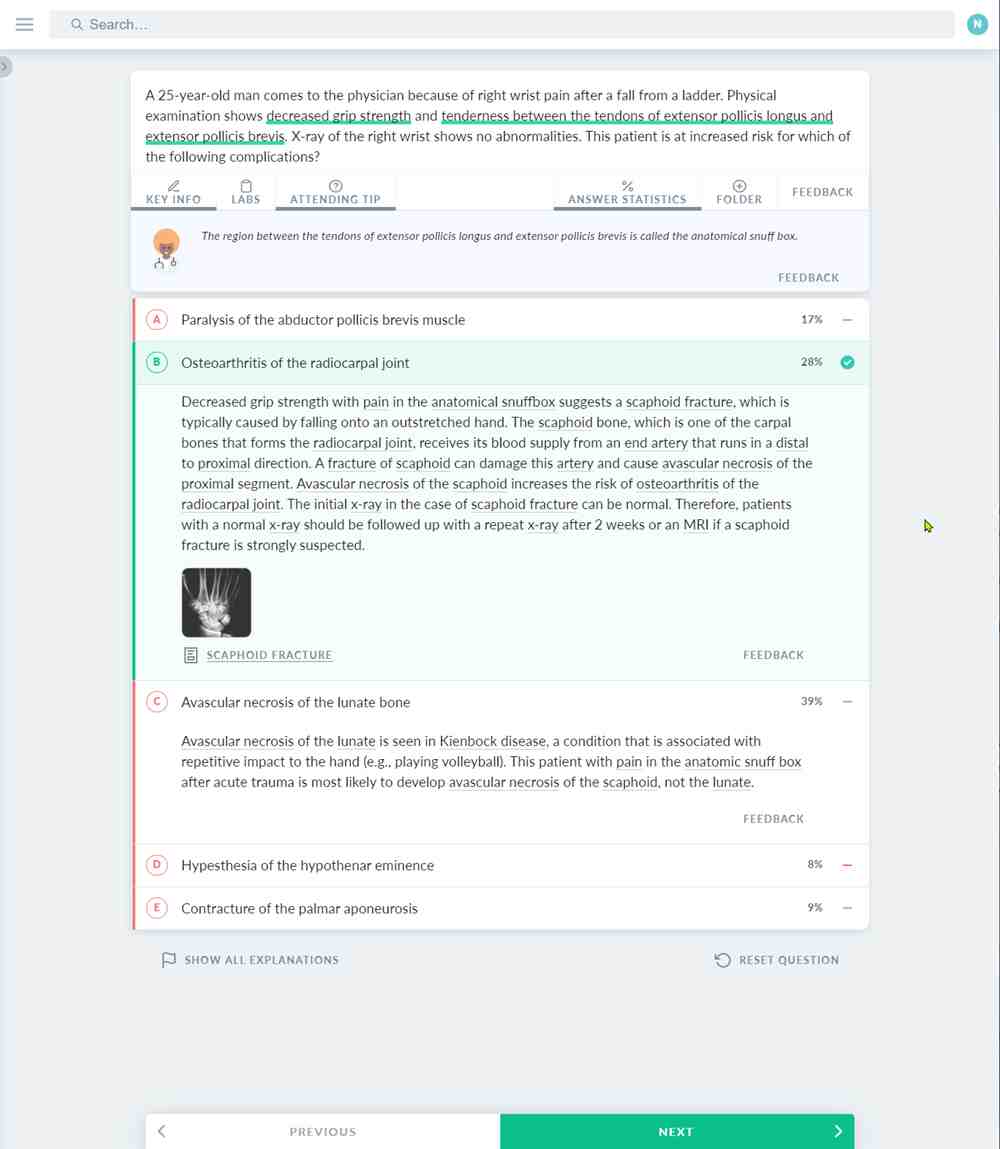 Search…
N
A 25-year-old man comes to the physician because of right wrist pain after a fall from a ladder. Physical
examination shows decreased grip strength and tenderness between the tendons of extensor pollicis longus and
extensor pollicis brevis. X-ray of the right wrist shows no abnormalities. This patient is at increased risk for which of
the following complications?
KEY INFO
LABS
ATTENDING TIP
% ANSWER STATISTICS
FOLDER
FEEDBACK
The region between the tendons of extensor pollicis longus and extensor pollicis brevis is called the anatomical snuff box.
FEEDBACK
A Paralysis of the abductor pollicis brevis muscle 17% –
B Osteoarthritis of the radiocarpal joint 28%
Decreased grip strength with pain in the anatomical snuffbox suggests a scaphoid fracture, which is
typically caused by falling onto an outstretched hand. The scaphoid bone, which is one of the carpal
bones that forms the radiocarpal joint, receives its blood supply from an end artery that runs in a distal
to proximal direction. A fracture of scaphoid can damage this artery and cause avascular necrosis of the
proximal segment. Avascular necrosis of the scaphoid increases the risk of osteoarthritis of the
radiocarpal joint. The initial x-ray in the case of scaphoid fracture can be normal. Therefore, patients
with a normal x-ray should be followed up with a repeat x-ray after 2 weeks or an MRI if a scaphoid
fracture is strongly suspected.
SCAPHOID FRACTURE
FEEDBACK
C Avascular necrosis of the lunate bone 39% –
Avascular necrosis of the lunate is seen in Kienbock disease, a condition that is associated with
repetitive impact to the hand (e.g., playing volleyball). This patient with pain in the anatomic snuff box
after acute trauma is most likely to develop avascular necrosis of the scaphoid, not the lunate.
FEEDBACK
D Hypesthesia of the hypothenar eminence 8% –
E Contracture of the palmar aponeurosis 9% –
SHOW ALL EXPLANATIONS
RESET QUESTION
PREVIOUS
NEXT